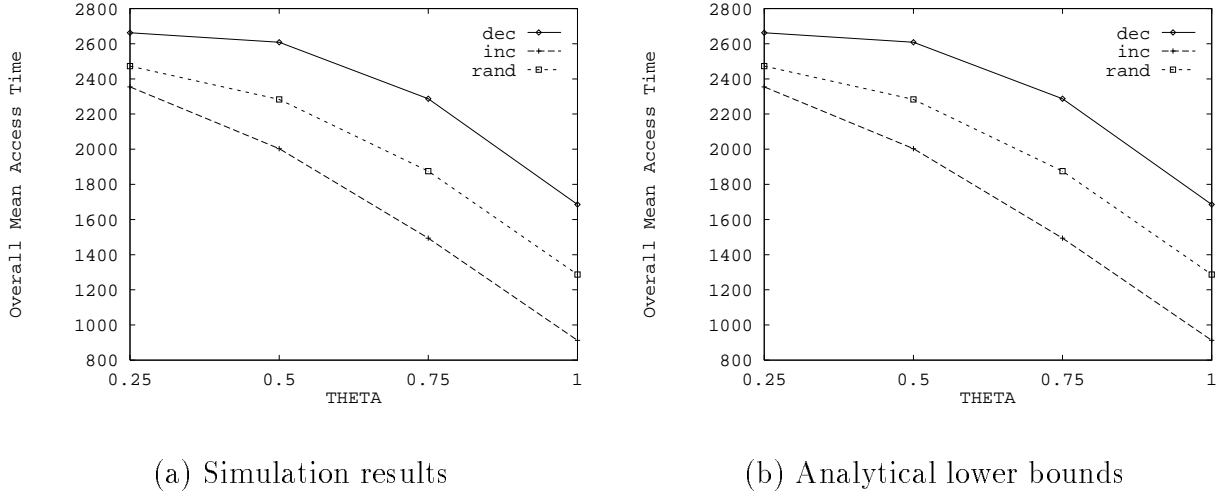 Overall Mean Access Time
2800
2600
2400
2200
2000
1800
1600
1400
1200
1000
800
dec
inc
rand
0.25 0.5 0.75 1
THETA
(a) Simulation results
Overall Mean Access Time
2800
2600
2400
2200
2000
1800
1600
1400
1200
1000
800
dec
inc
rand
0.25 0.5 0.75 1
THETA
(b) Analytical lower bounds